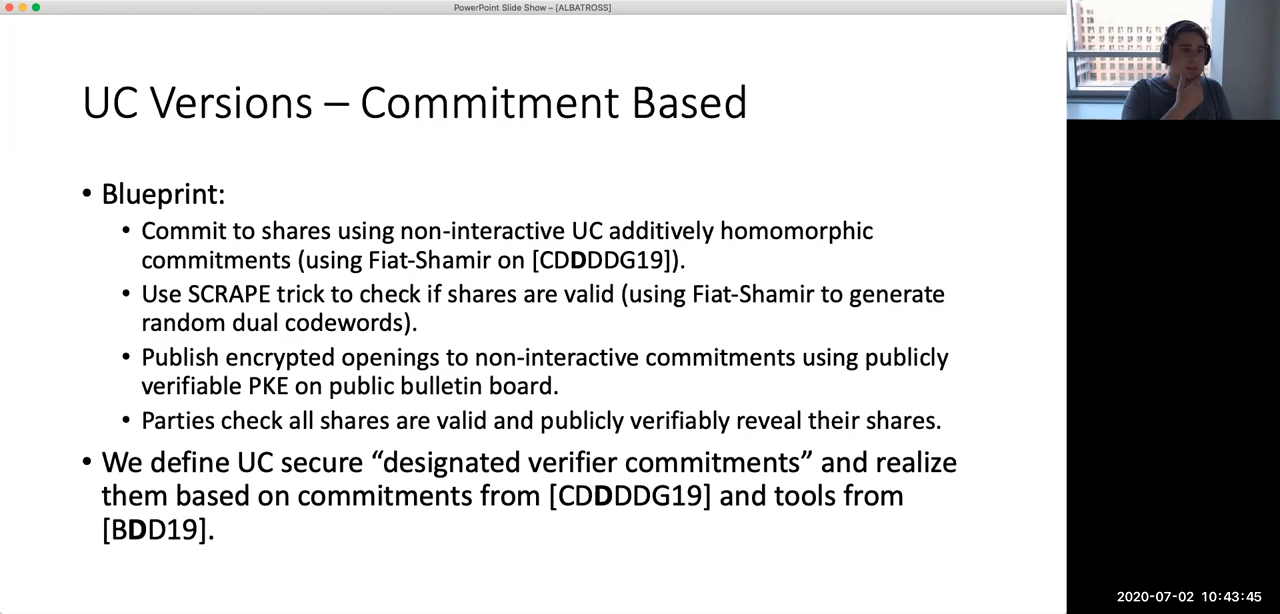 PowerPoint Slide Show – [ALBATROSS]
UC Versions – Commitment Based
• Blueprint:
• Commit to shares using non-interactive UC additively homomorphic
commitments (using Fiat-Shamir on [CDDDDG19]).
• Use SCRAPE trick to check if shares are valid (using Fiat-Shamir to generate
random dual codewords).
• Publish encrypted openings to non-interactive commitments using publicly
verifiable PKE on public bulletin board.
• Parties check all shares are valid and publicly verifiably reveal their shares.
• We define UC secure “designated verifier commitments” and realize
them based on commitments from [CDDDDG19] and tools from
[BDD19].
2020-07-02 10:43:45